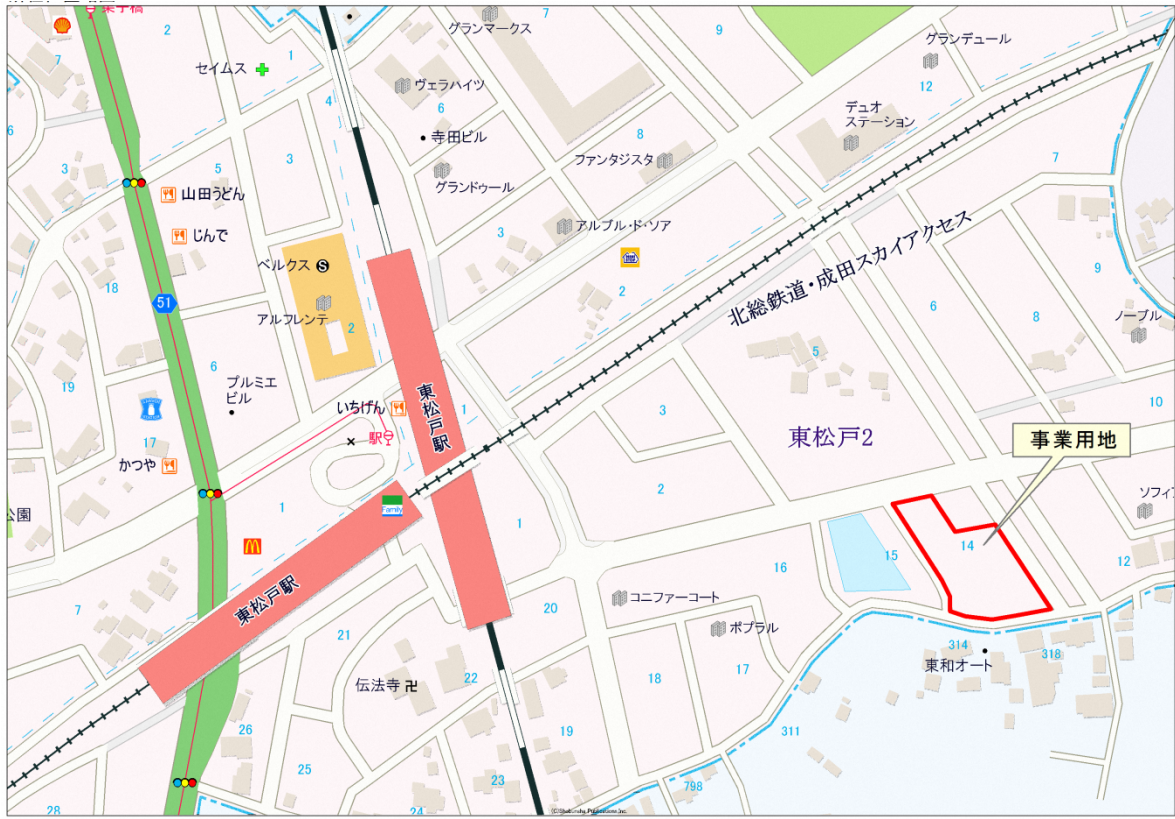 2
7
9
グランマークス
グランデュール
セイムス
1
7
ヴェラハイツ
12
4
6
デュオ
ステーション
6
寺田ビル
8
3
5
3
ファンタジスタ
7
山田うどん
グランドゥール
じんで
3
アルブル・ド・ソア
北総鉄道・成田スカイアクセス
ベルクス
S
18
2
9
51
アルフレンテ
2
6
8
ノーブル
19
6
プルミエ
ビル
5
東松戸駅
いちげん
1
3
10
駅
東松戸2
事業用地
17
かつや
2
ソフィア
公園
1
Family
1
14
15
16
12
7
東松戸駅
20
コニファーコート
21
ポプラル
314
318
東和オート
伝法寺
22
18
17
26
19
311
25
23
798
28
24